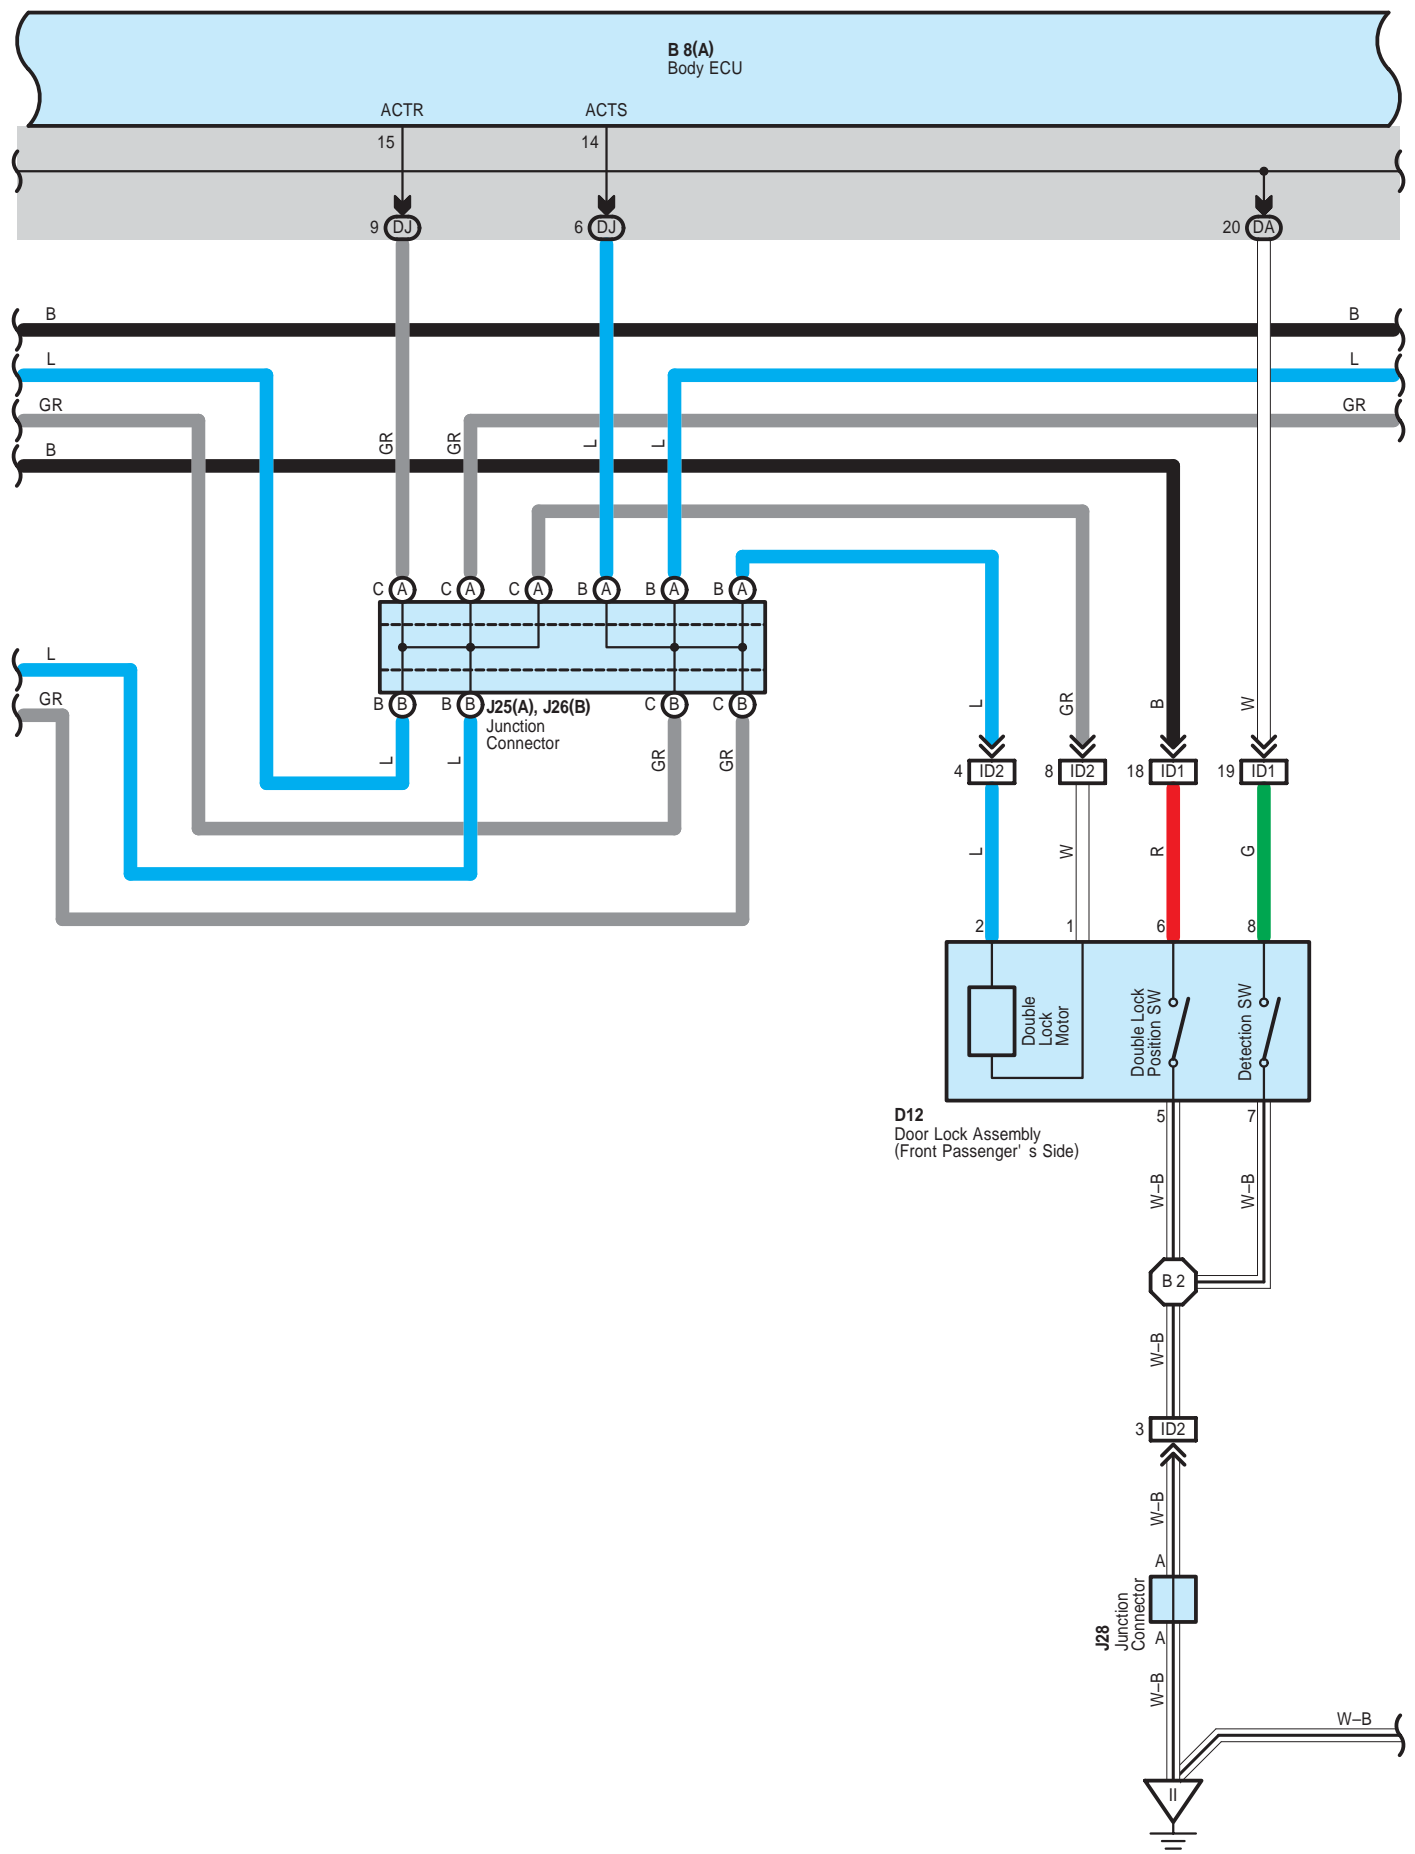 B 8(A)
Body ECU
ACTR ACTS
15 14
9 DJ 6 DJ 20 DA
B B
L L
GR GR
B
GR GR L L
C A C A C A B A B A B A
L
GR
B B B B C B C B
J25(A), J26(B)
Junction
Connector
L L GR GR
L GR B W
4 ID2 8 ID2 18 ID1 19 ID1
L W R G
2 1 6 8
Double
Lock
Motor
Double Lock
Position SW
Detection SW
D12
Door Lock Assembly
(Front Passenger' s Side)
5 7
W–B W–B
B 2
W–B
3 ID2
W–B
A
J28
Junction
Connector
A
W–B
W–B
II